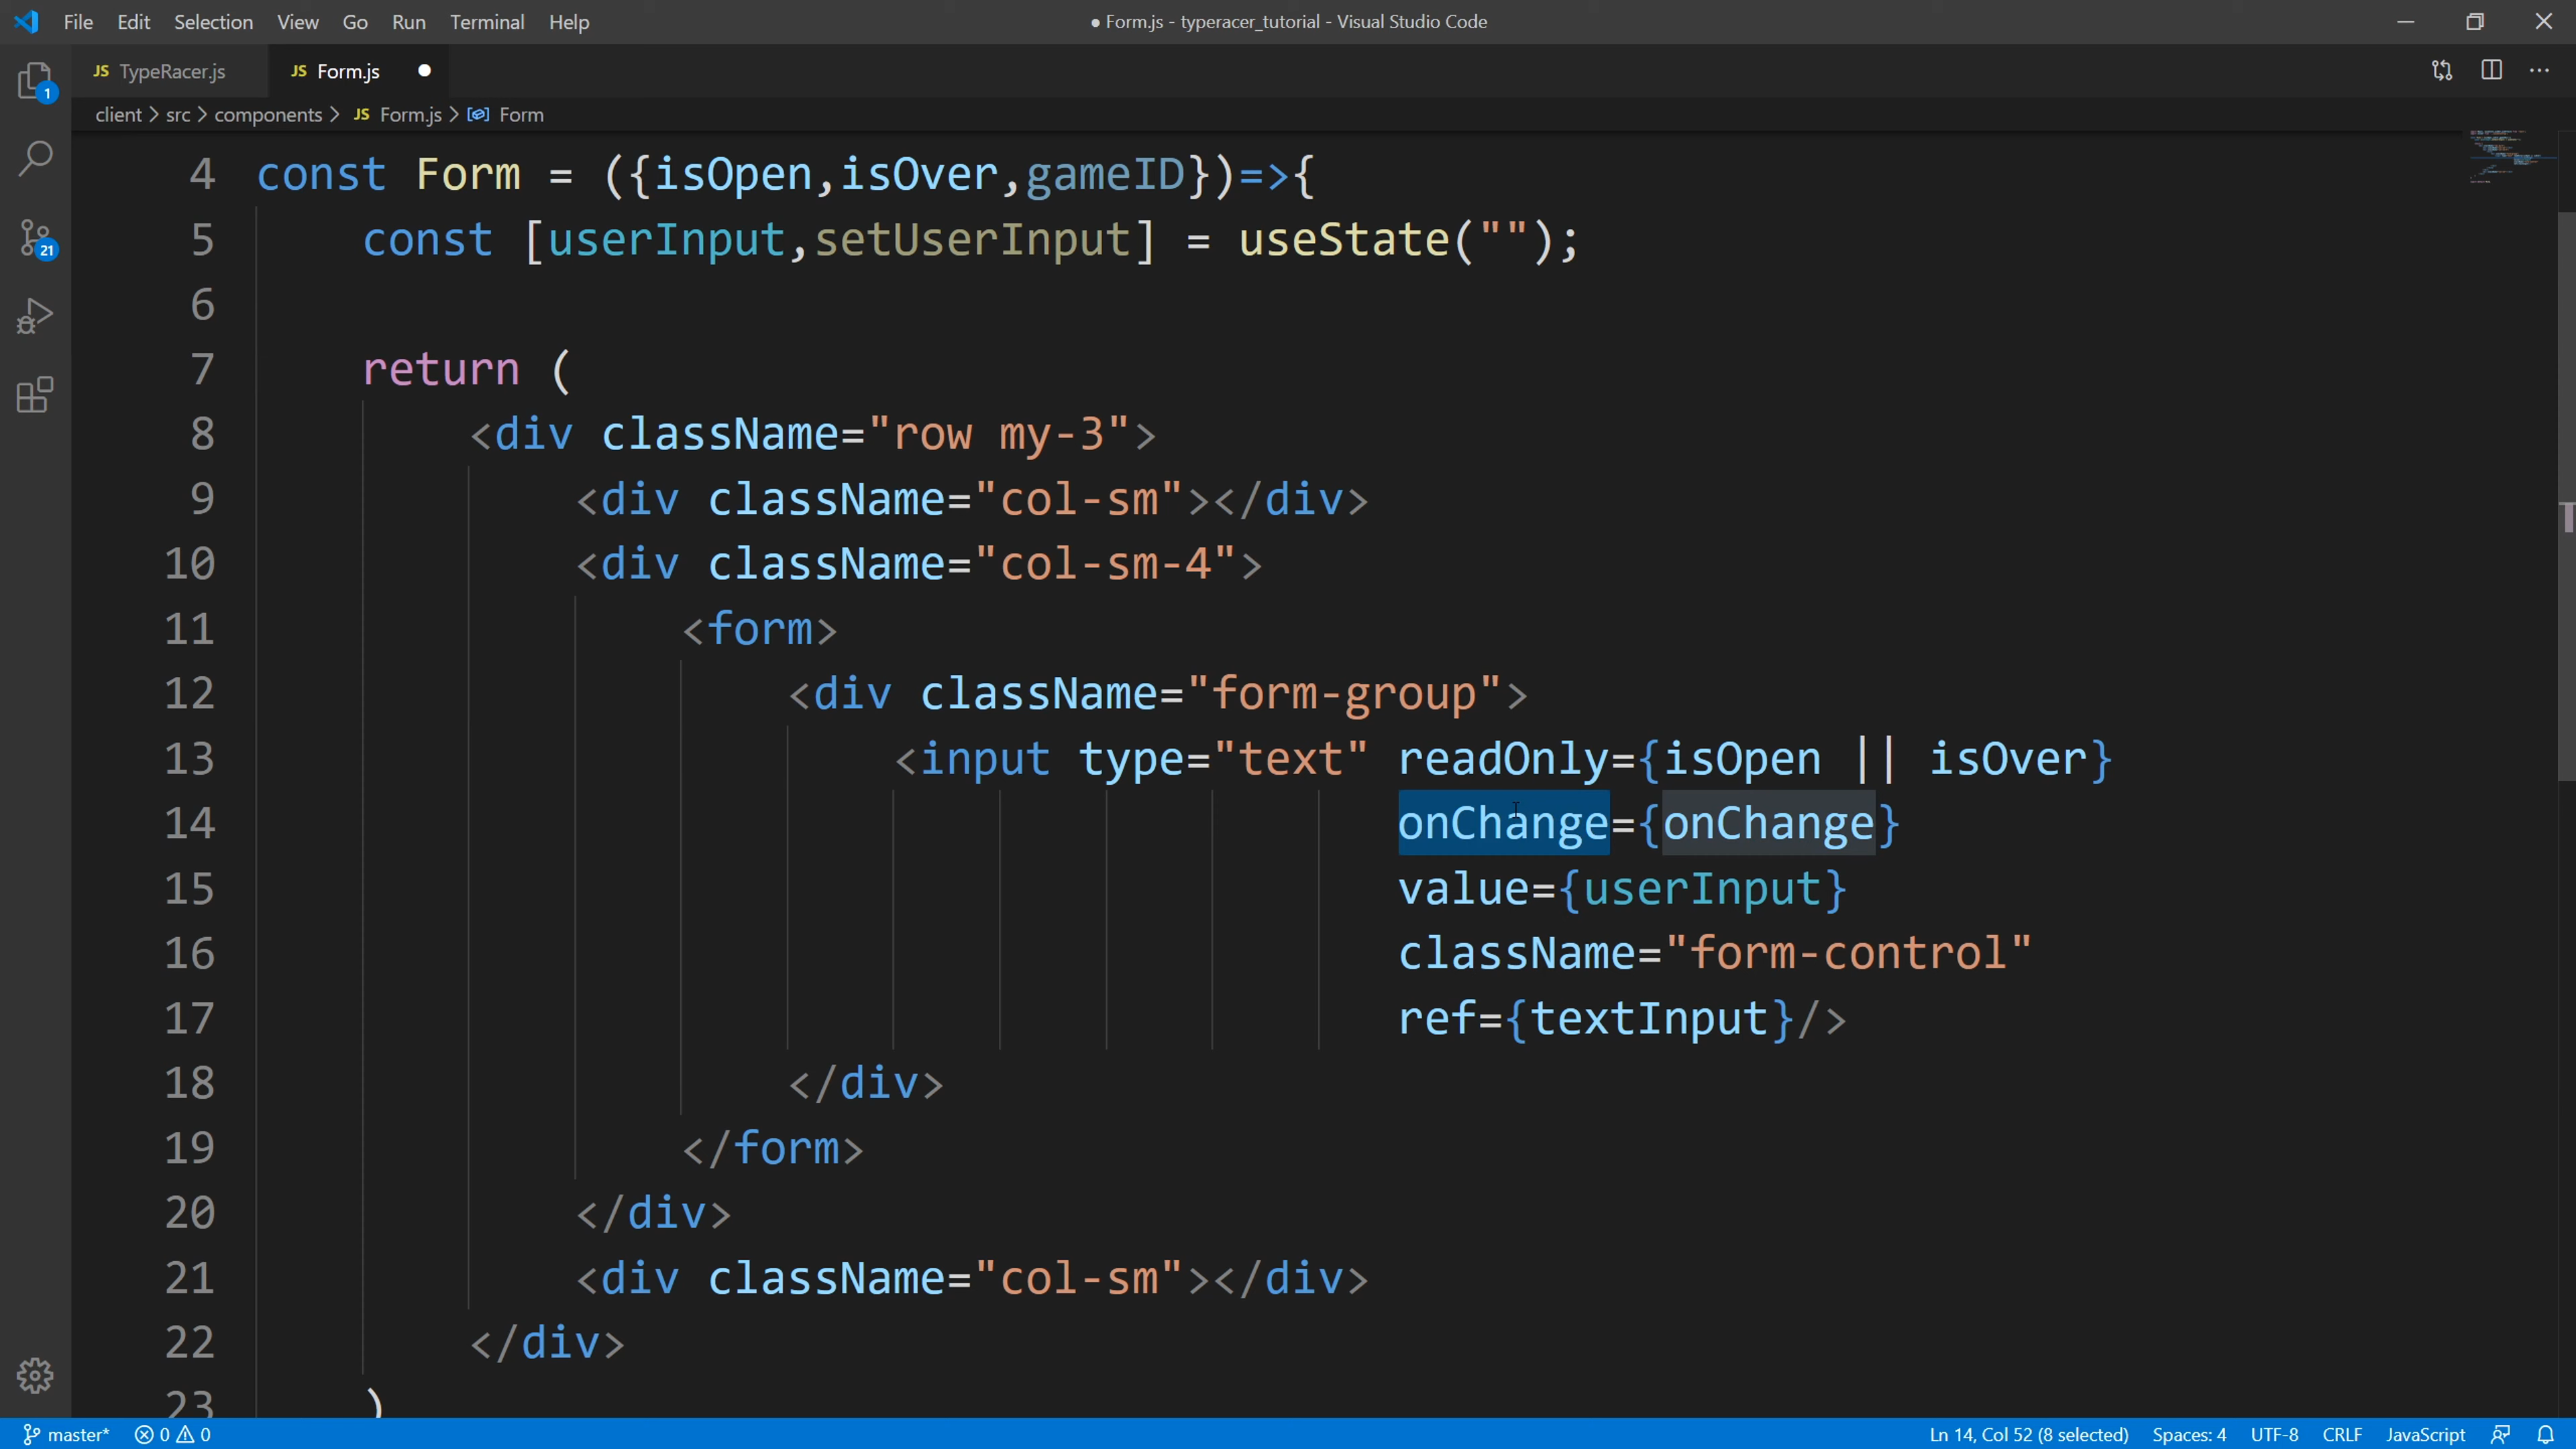 File Edit Selection View Go Run Terminal Help
● Form.js - typeracer_tutorial - Visual Studio Code
JS TypeRacer.js
JS Form.js ●
client > src > components > JS Form.js > Form
1
21
4 const Form = ({isOpen,isOver,gameID})=>{
5 const [userInput,setUserInput] = useState("");
6
7 return (
8 <div className="row my-3">
9 <div className="col-sm"></div>
10 <div className="col-sm-4">
11 <form>
12 <div className="form-group">
13 <input type="text" readOnly={isOpen || isOver}
14 onChange={onChange}
15 value={userInput}
16 className="form-control"
17 ref={textInput}/>
18 </div>
19 </form>
20 </div>
21 <div className="col-sm"></div>
22 </div>
23 )
master* 0 0
Ln 14, Col 52 (8 selected) Spaces: 4 UTF-8 CRLF JavaScript